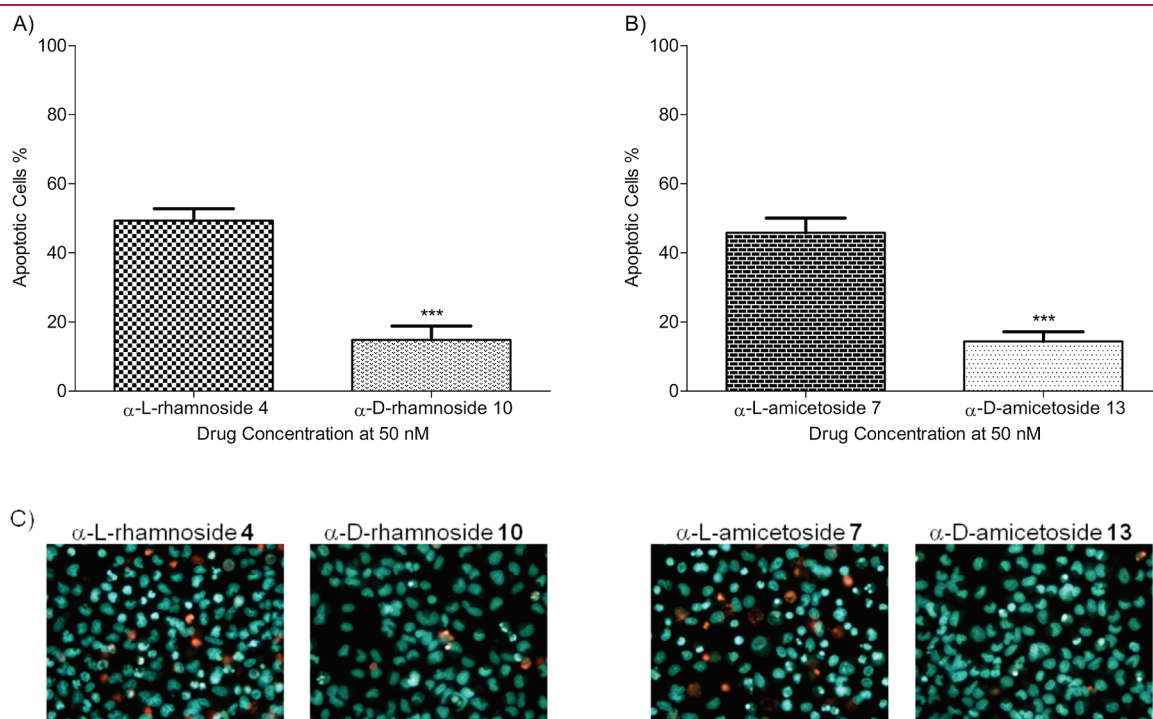 A)
100
80
60
40
20
0
Apoptotic Cells %
***
α-L-rhamnoside 4 α-D-rhamnoside 10
Drug Concentration at 50 nM
B)
100
80
60
40
20
0
Apoptotic Cells %
***
α-L-amicetoside 7 α-D-amicetoside 13
Drug Concentration at 50 nM
C)
α-L-rhamnoside 4 α-D-rhamnoside 10 α-L-amicetoside 7 α-D-amicetoside 13